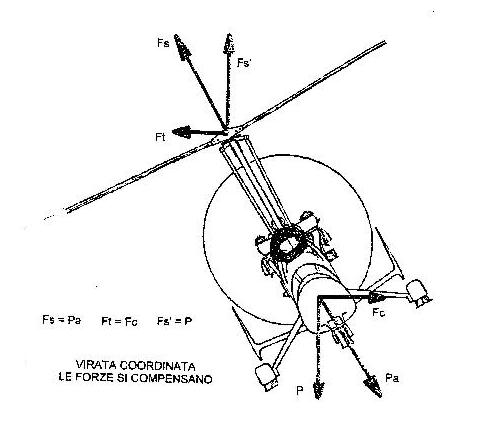 Fs
Fs'
Ft
Fc
P
Pa
Fs = Pa Ft = Fc Fs' = P
VIRATA COORDINATA
LE FORZE SI COMPENSANO